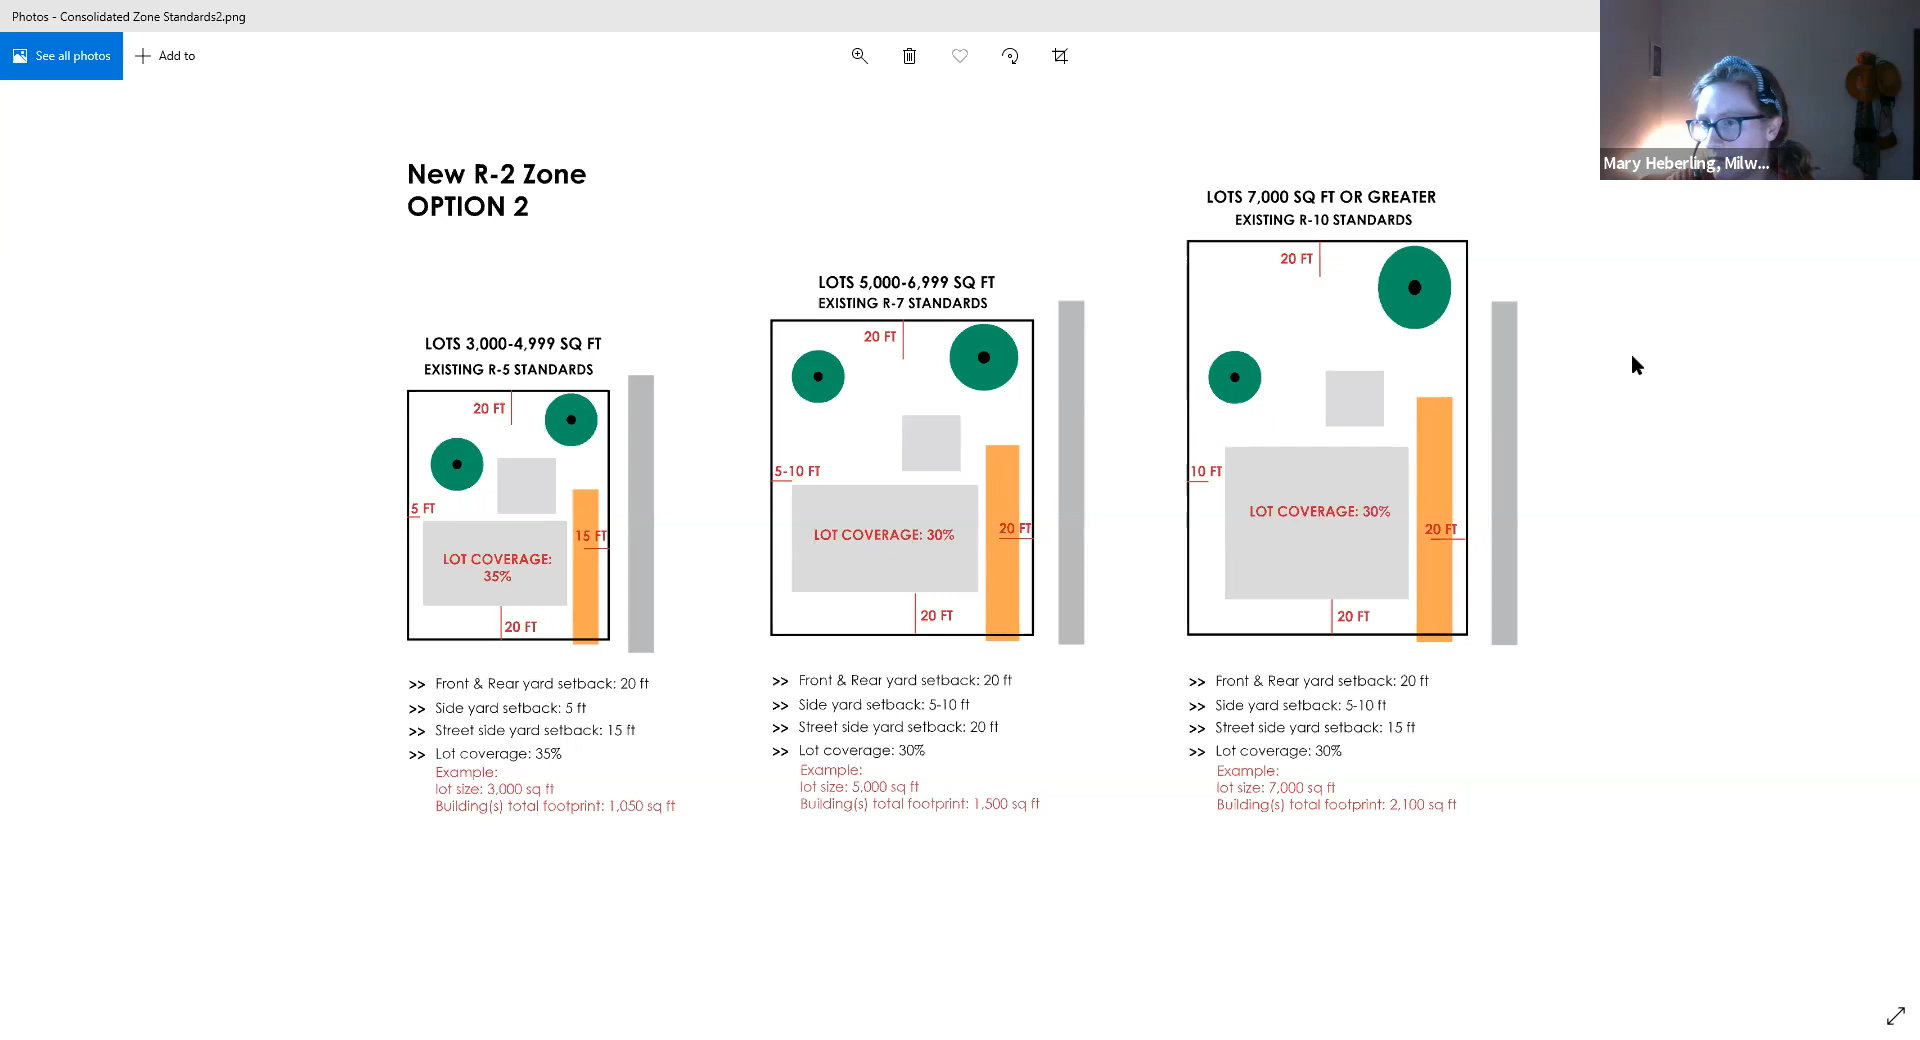 Photos - Consolidated Zone Standards2.png
See all photos
Add to
Mary Heberling, Milw...
New R-2 Zone
OPTION 2
LOTS 3,000-4,999 SQ FT
EXISTING R-5 STANDARDS
20 FT
5 FT
15 FT
LOT COVERAGE:
35%
20 FT
>> Front & Rear yard setback: 20 ft
>> Side yard setback: 5 ft
>> Street side yard setback: 15 ft
>> Lot coverage: 35%
Example:
lot size: 3,000 sq ft
Building(s) total footprint: 1,050 sq ft
LOTS 5,000-6,999 SQ FT
EXISTING R-7 STANDARDS
20 FT
5-10 FT
20 FT
LOT COVERAGE: 30%
20 FT
>> Front & Rear yard setback: 20 ft
>> Side yard setback: 5-10 ft
>> Street side yard setback: 20 ft
>> Lot coverage: 30%
Example:
lot size: 5,000 sq ft
Building(s) total footprint: 1,500 sq ft
LOTS 7,000 SQ FT OR GREATER
EXISTING R-10 STANDARDS
20 FT
10 FT
LOT COVERAGE: 30%
20 FT
20 FT
>> Front & Rear yard setback: 20 ft
>> Side yard setback: 5-10 ft
>> Street side yard setback: 15 ft
>> Lot coverage: 30%
Example:
lot size: 7,000 sq ft
Building(s) total footprint: 2,100 sq ft